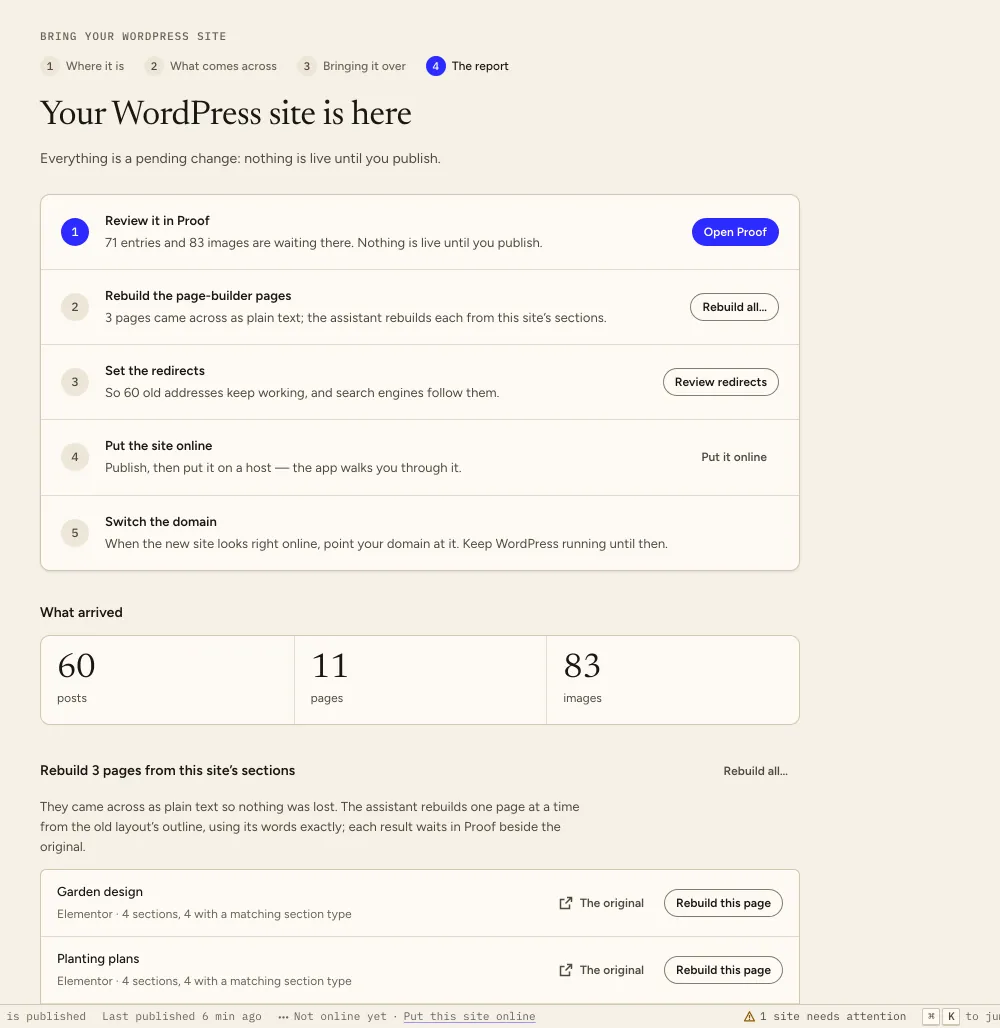 BRING YOUR WORDPRESS SITE
1 Where it is 2 What comes across 3 Bringing it over 4 The report
Your WordPress site is here
Everything is a pending change: nothing is live until you publish.
1 Review it in Proof
71 entries and 83 images are waiting there. Nothing is live until you publish.
Open Proof
2 Rebuild the page-builder pages
3 pages came across as plain text; the assistant rebuilds each from this site's sections.
Rebuild all…
3 Set the redirects
So 60 old addresses keep working, and search engines follow them.
Review redirects
4 Put the site online
Publish, then put it on a host — the app walks you through it.
Put it online
5 Switch the domain
When the new site looks right online, point your domain at it. Keep WordPress running until then.
What arrived
60 11 83
posts pages images
Rebuild 3 pages from this site's sections Rebuild all…
They came across as plain text so nothing was lost. The assistant rebuilds one page at a time
from the old layout's outline, using its words exactly; each result waits in Proof beside the
original.
Garden design
Elementor · 4 sections, 4 with a matching section type
The original Rebuild this page
Planting plans
Elementor · 4 sections, 4 with a matching section type
The original Rebuild this page
is published Last published 6 min ago ••• Not online yet · Put this site online 1 site needs attention ⌘ K to